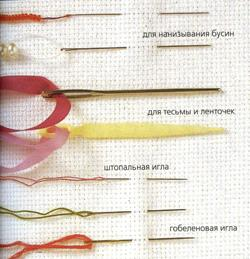 для нанизывания бусин
для тесьмы и ленточек
штопальная игла
гобеленовая игла